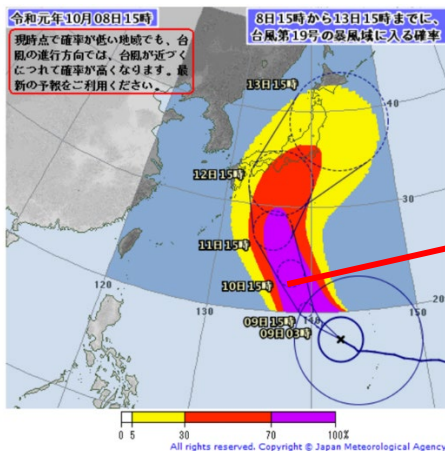 令和元年10月08日15時
8日15時から13日15時までに、
台風第19号の暴風域に入る確率
現時点で確率が低い地域でも、台
風の進行方向では、台風が近づく
につれて確率が高くなります。最
新の予報をご利用ください。
13日15時
40
12日15時
30
11日15時
10日15時
120
09日15時
09日03時
130
140
150
20
0 5 30 70 100%
All rights reserved. Copyright © Japan Meteorological Agency